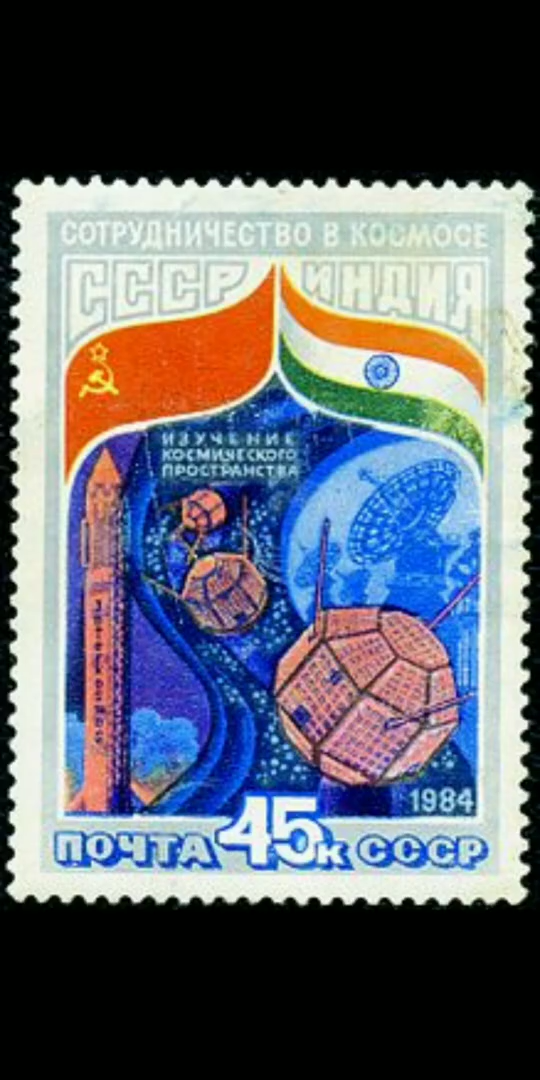 СОТРУДНИЧЕСТВО В КОСМОСЕ
СССР ИНДИЯ
ИЗУЧЕНИЕ
КОСМИЧЕСКОГО
ПРОСТРАНСТВА
1984
ПОЧТА 45к СССР